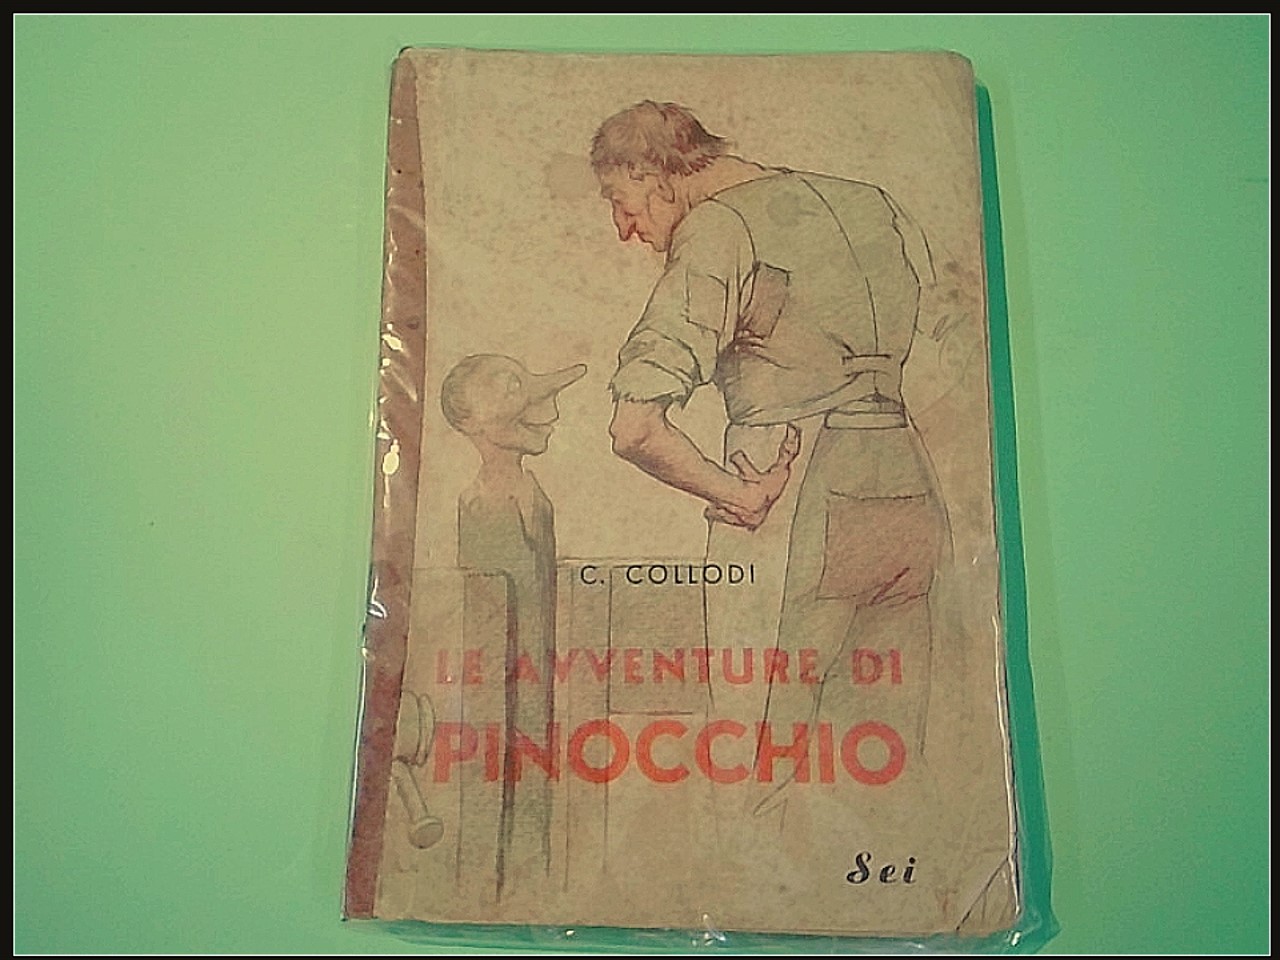 C. COLLODI
LE AVVENTURE DI
PINOCCHIO
Sei